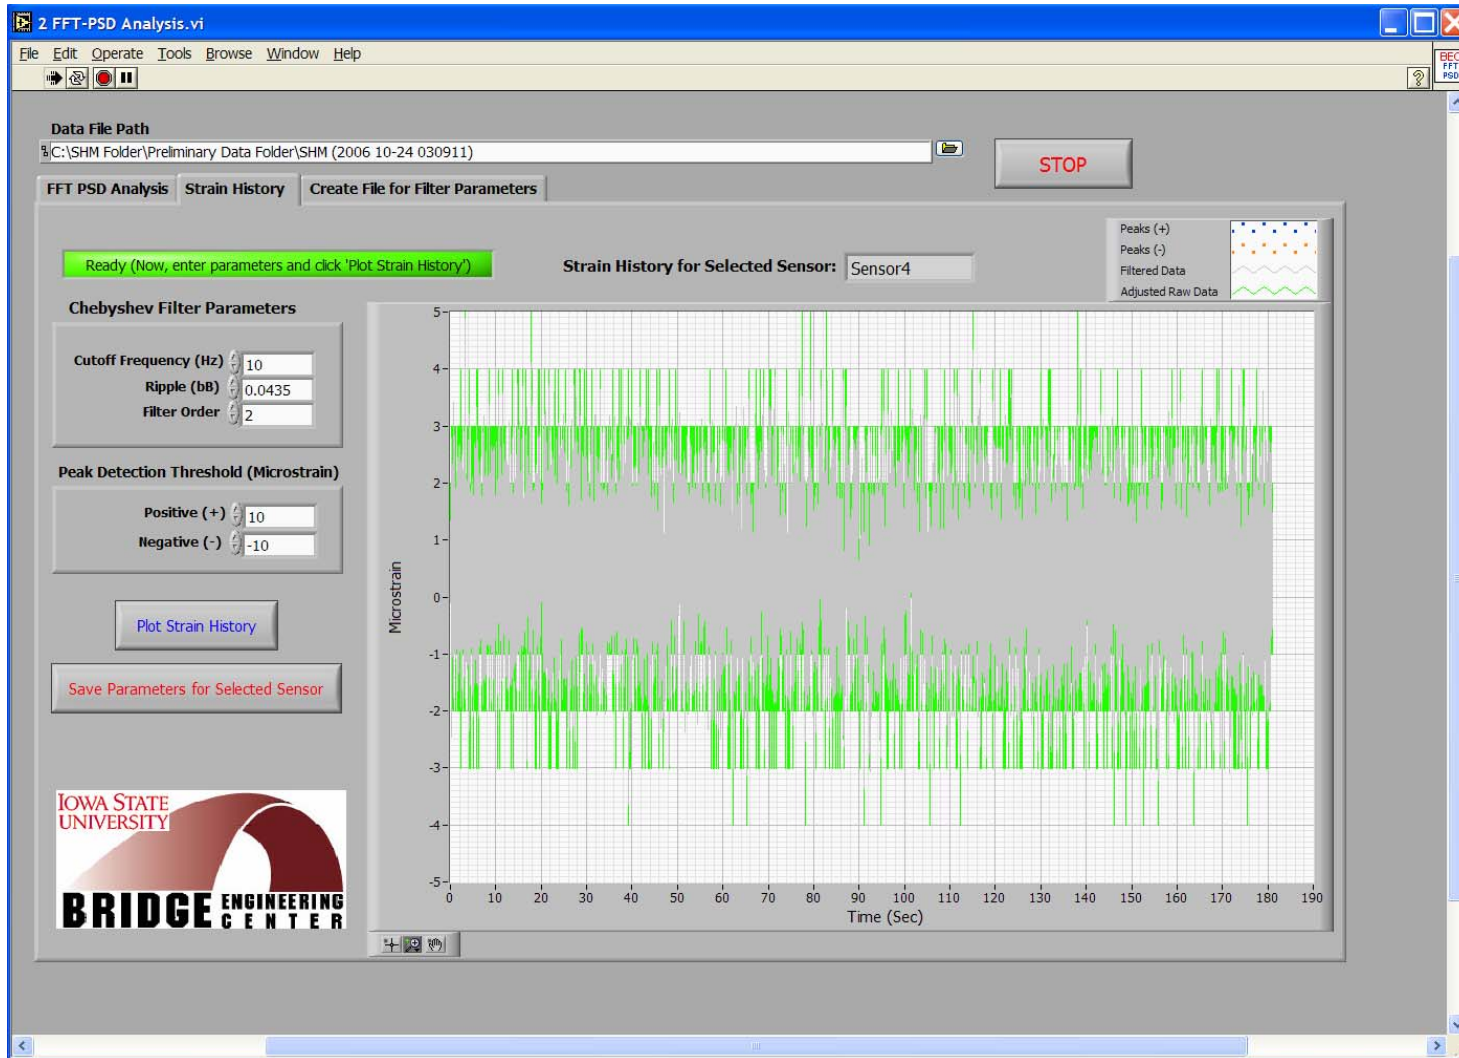 2 FFT-PSD Analysis.vi
File Edit Operate Tools Browse Window Help
BEC
FFT
PSD
?
Data File Path
C:\SHM Folder\Preliminary Data Folder\SHM (2006 10-24 030911)
STOP
FFT PSD Analysis Strain History Create File for Filter Parameters
Ready (Now, enter parameters and click 'Plot Strain History')
Strain History for Selected Sensor: Sensor4
Peaks (+)
Peaks (-)
Filtered Data
Adjusted Raw Data
Chebyshev Filter Parameters
Cutoff Frequency (Hz) 10
Ripple (bB) 0.0435
Filter Order 2
Peak Detection Threshold (Microstrain)
Positive (+) 10
Negative (-) -10
Plot Strain History
Save Parameters for Selected Sensor
IOWA STATE
UNIVERSITY
BRIDGE ENGINEERING
CENTER
Microstrain
5
4
3
2
1
0
-1
-2
-3
-4
-5
0 10 20 30 40 50 60 70 80 90 100 110 120 130 140 150 160 170 180 190
Time (Sec)